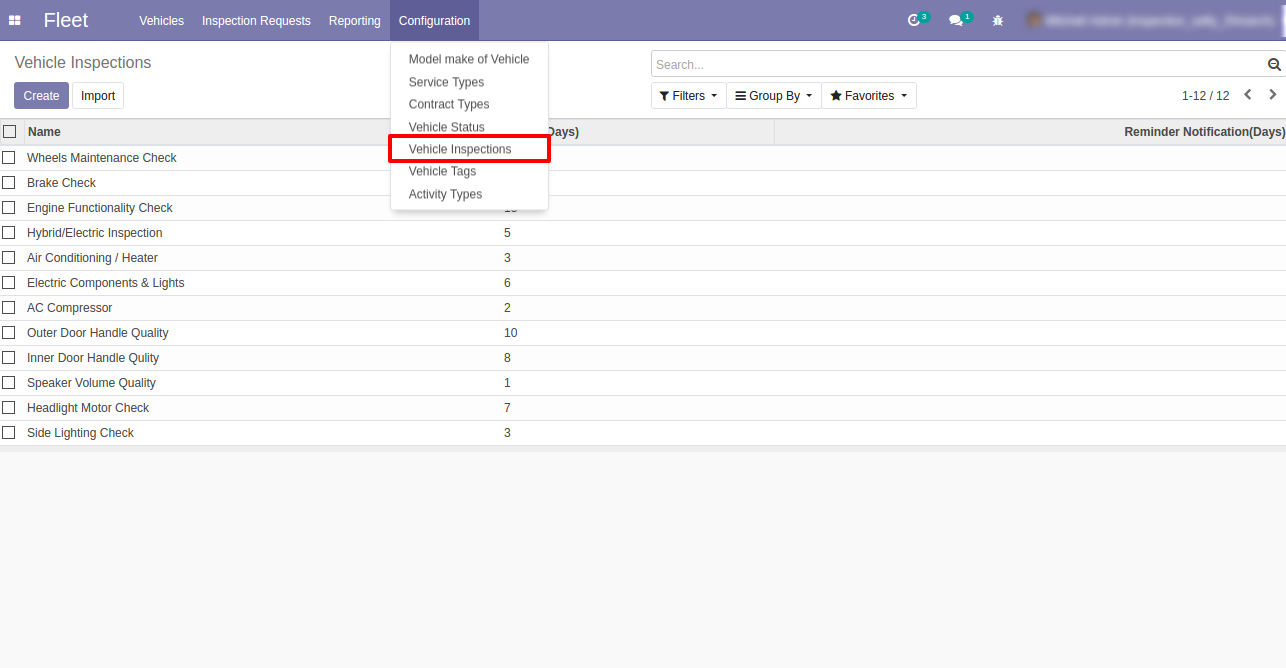 Fleet Vehicles Inspection Requests Reporting Configuration 3 1
Vehicle Inspections
Create Import
Model make of Vehicle
Service Types
Contract Types
Vehicle Status
Vehicle Inspections
Vehicle Tags
Activity Types
Search...
Filters Group By Favorites 1-12 / 12
Name Days) Reminder Notification(Days)
Wheels Maintenance Check
Brake Check
Engine Functionality Check
Hybrid/Electric Inspection 5
Air Conditioning / Heater 3
Electric Components & Lights 6
AC Compressor 2
Outer Door Handle Quality 10
Inner Door Handle Qulity 8
Speaker Volume Quality 1
Headlight Motor Check 7
Side Lighting Check 3